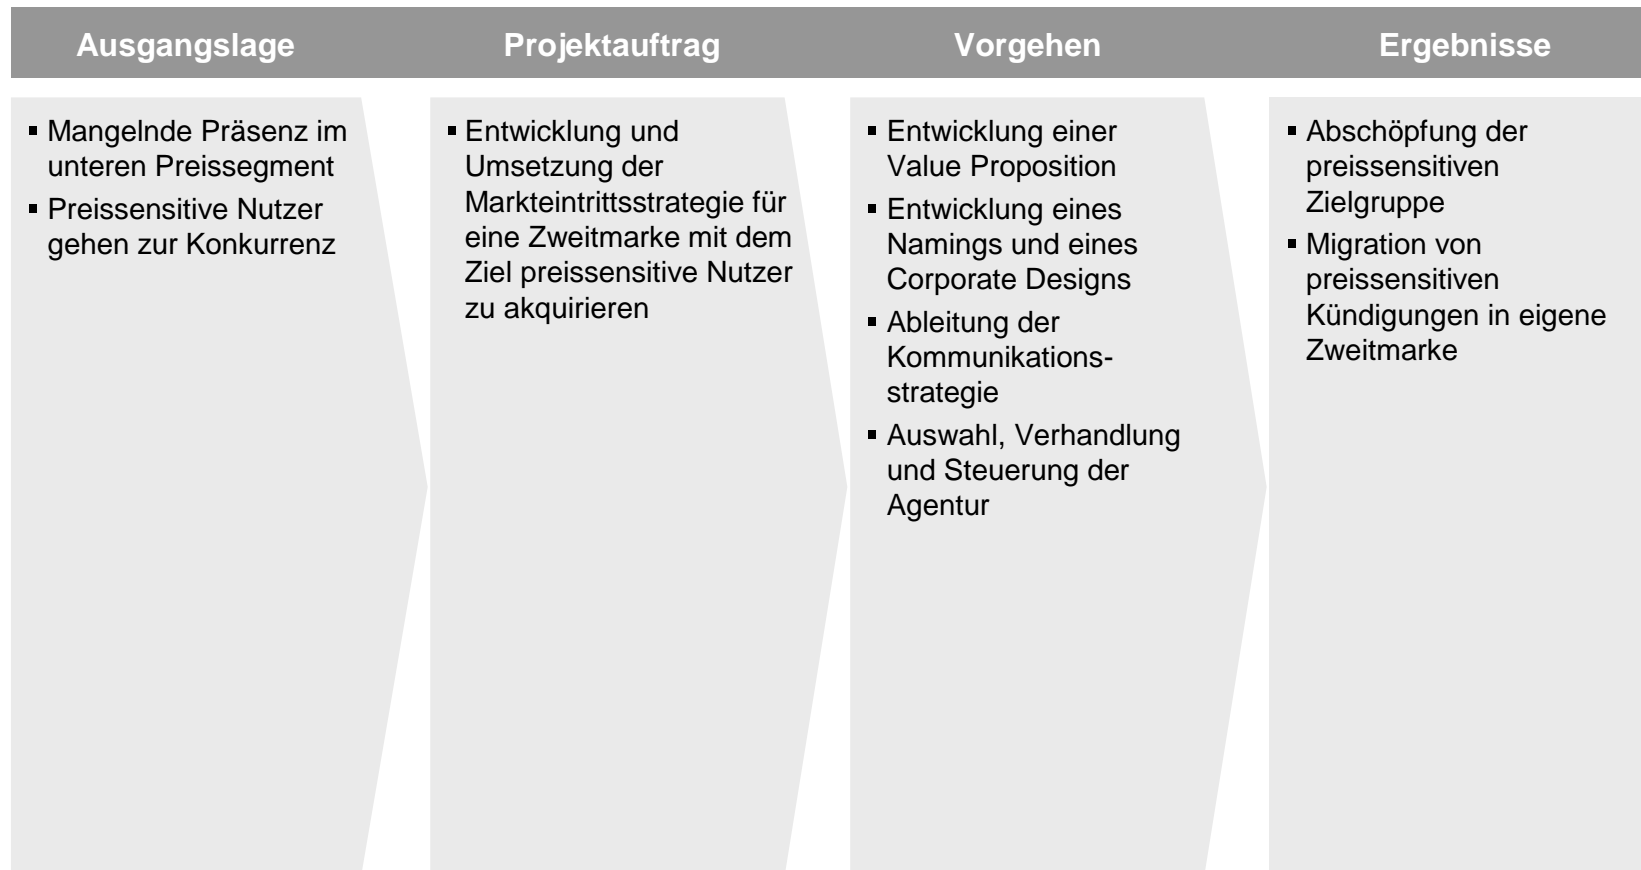 Ausgangslage
Projektauftrag
Vorgehen
Ergebnisse
▪ Mangelnde Präsenz im
unteren Preissegment
▪ Preissensitive Nutzer
gehen zur Konkurrenz
▪ Entwicklung und
Umsetzung der
Markteintrittsstrategie für
eine Zweitmarke mit dem
Ziel preissensitive Nutzer
zu akquirieren
▪ Entwicklung einer
Value Proposition
▪ Entwicklung eines
Namings und eines
Corporate Designs
▪ Ableitung der
Kommunikations-
strategie
▪ Auswahl, Verhandlung
und Steuerung der
Agentur
▪ Abschöpfung der
preissensitiven
Zielgruppe
▪ Migration von
preissensitiven
Kündigungen in eigene
Zweitmarke